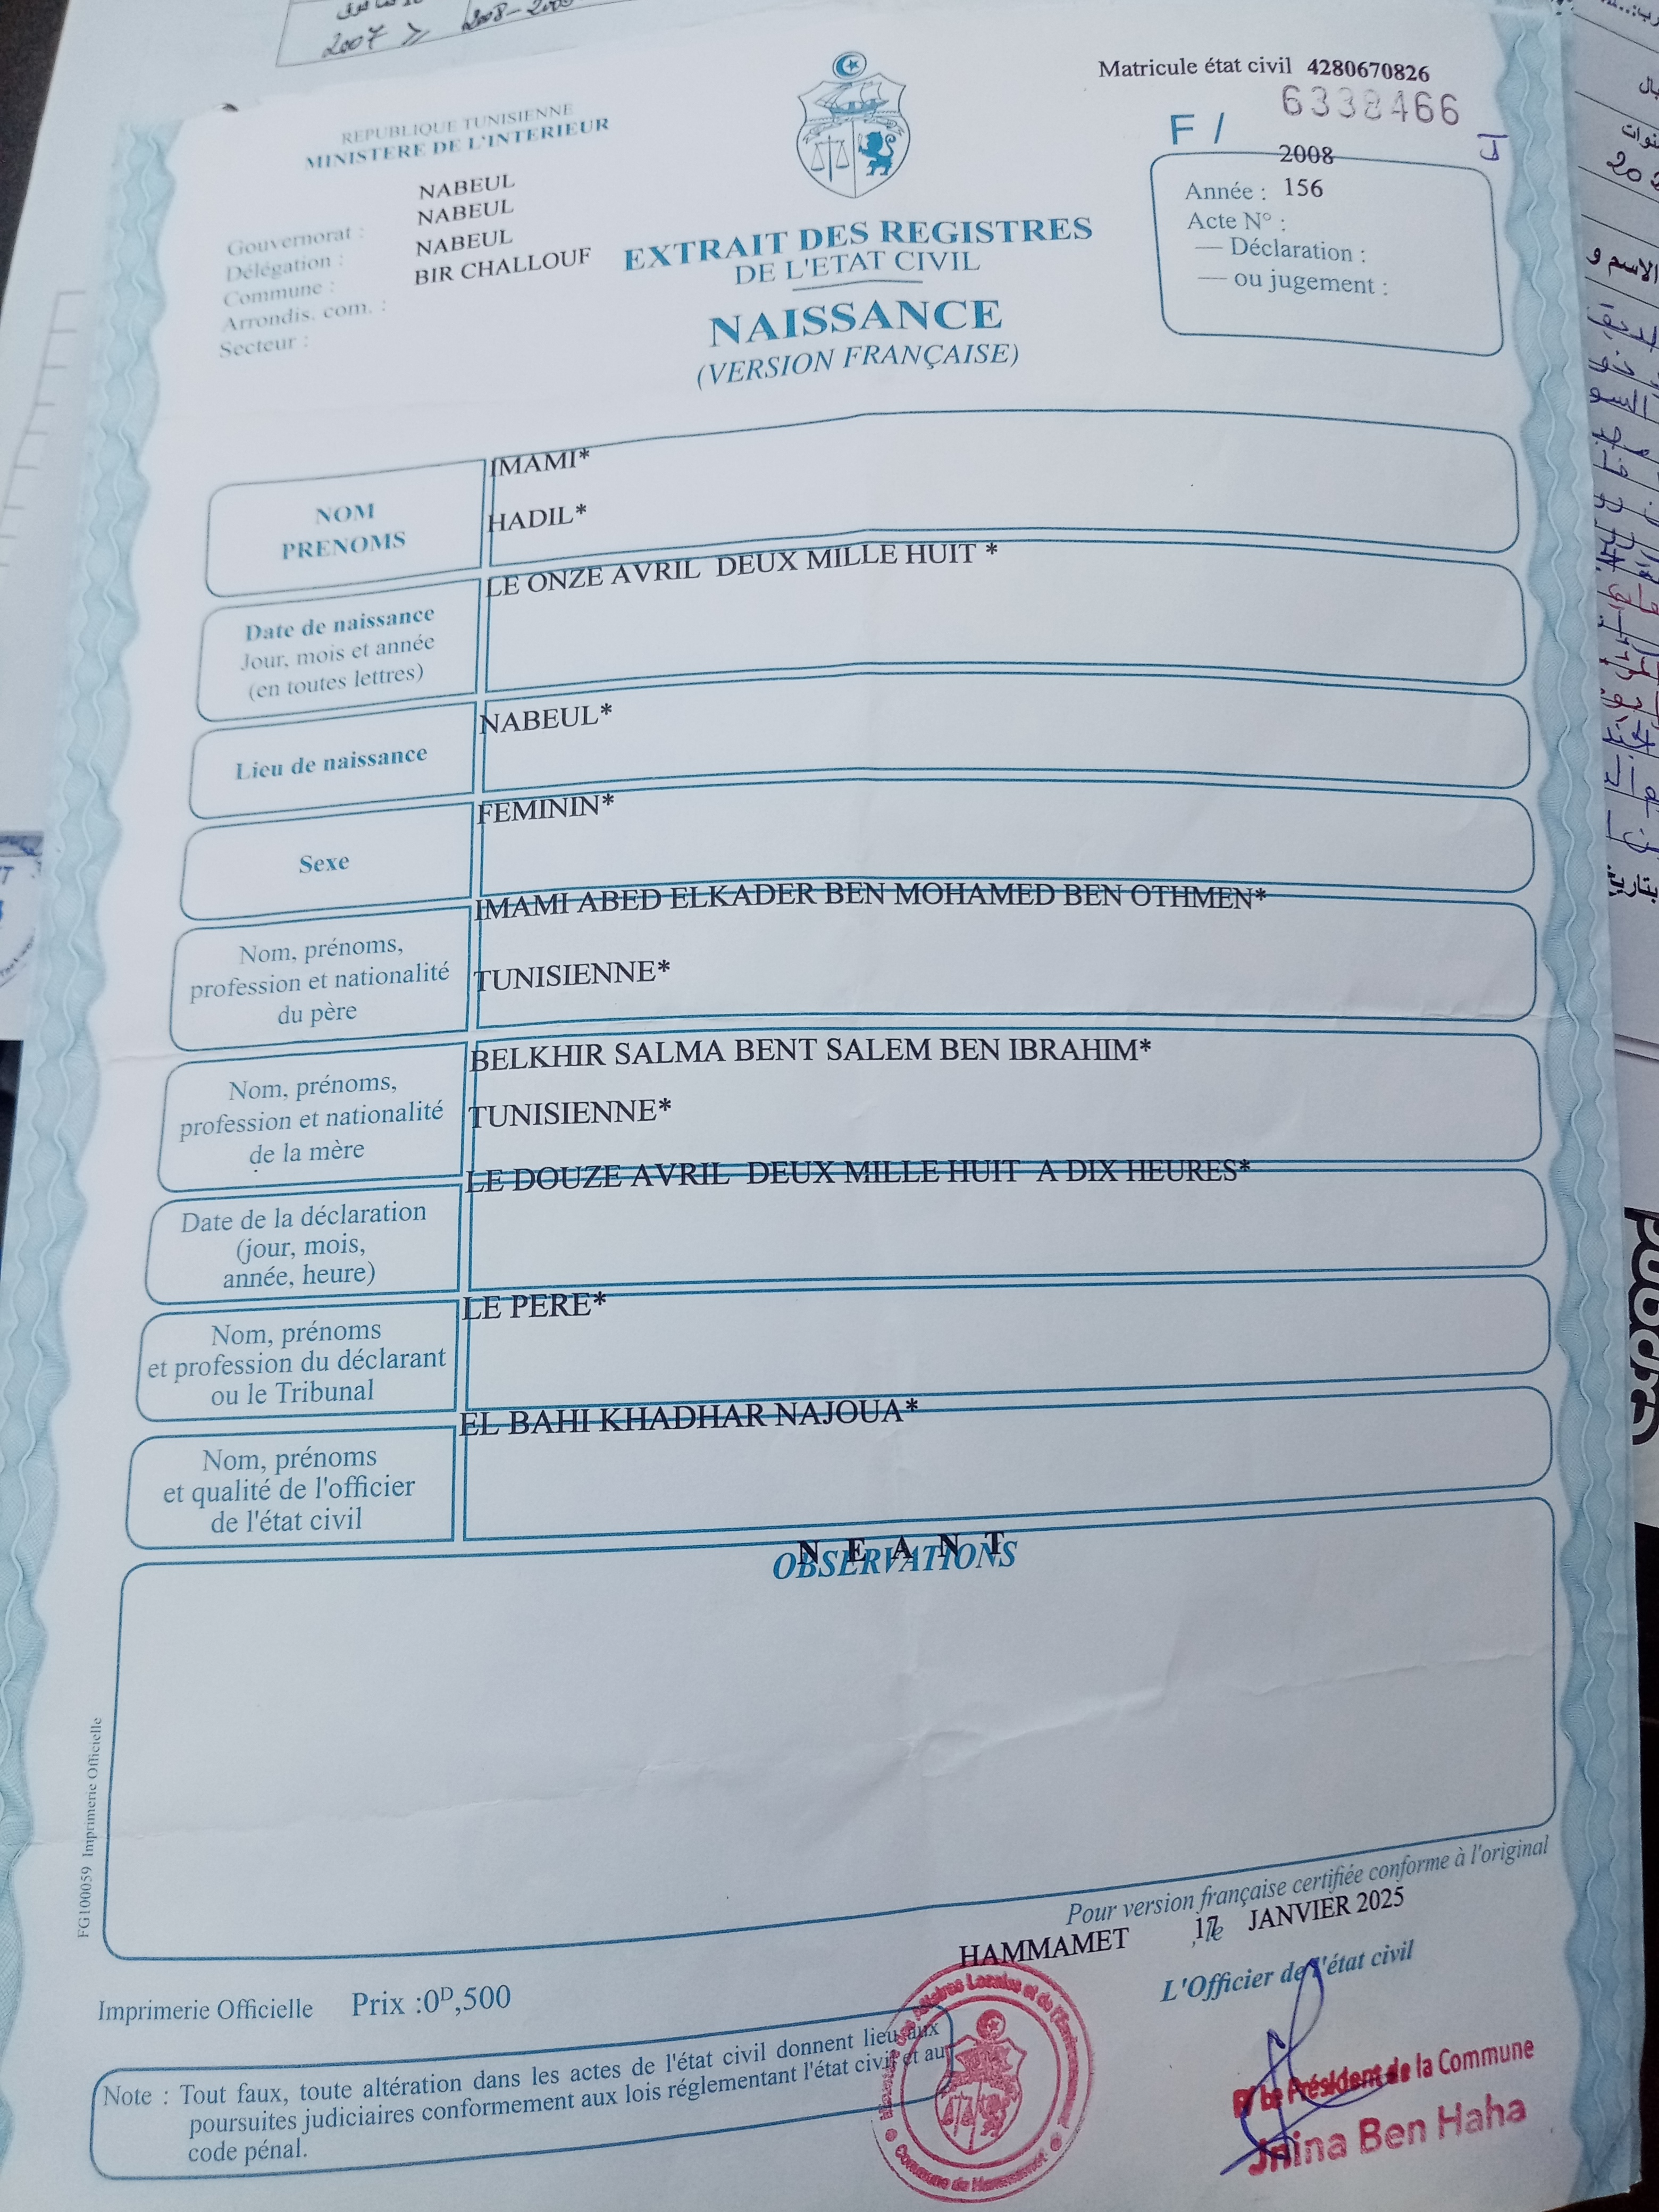 2007 ≥ 2008-
Matricule état civil 4280670826
6338466
F /
REPUBLIQUE TUNISIENNE
MINISTERE DE L'INTERIEUR
Gouvernorat : NABEUL
Délégation : NABEUL
Commune : NABEUL
Arrondis. com. : BIR CHALLOUF
Secteur :
EXTRAIT DES REGISTRES
DE L'ETAT CIVIL
NAISSANCE
(VERSION FRANÇAISE)
2008
Année : 156
Acte N° :
— Déclaration :
— ou jugement :
NOM IMAMI*
PRENOMS HADIL*
Date de naissance LE ONZE AVRIL DEUX MILLE HUIT *
Jour, mois et année
(en toutes lettres)
Lieu de naissance NABEUL*
Sexe FEMININ*
IMAMI ABED ELKADER BEN MOHAMED BEN OTHMEN*
Nom, prénoms,
profession et nationalité TUNISIENNE*
du père
BELKHIR SALMA BENT SALEM BEN IBRAHIM*
Nom, prénoms,
profession et nationalité TUNISIENNE*
de la mère
LE DOUZE AVRIL DEUX MILLE HUIT A DIX HEURES*
Date de la déclaration
(jour, mois,
année, heure)
LE PERE*
Nom, prénoms
et profession du déclarant
ou le Tribunal
EL BAHI KHADHAR NAJOUA*
Nom, prénoms
et qualité de l'officier
de l'état civil
N E A N T
OBSERVATIONS
FG100059 Imprimerie Officielle
Pour version française certifiée conforme à l'original
HAMMAMET ,le 17 JANVIER 2025
L'Officier de l'état civil
Imprimerie Officielle Prix :0ᴰ,500
Note : Tout faux, toute altération dans les actes de l'état civil donnent lieu aux
poursuites judiciaires conformement aux lois réglementant l'état civil et au
code pénal.
Commune de Hammamet
Président de la Commune
Jnina Ben Haha